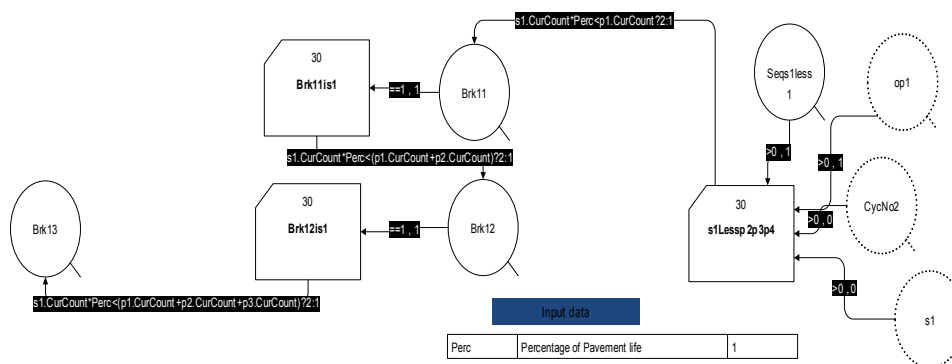 s1.CurCount*Perc<p1.CurCount?2:1
30
Brk11is1
==1 , 1
Brk11
Seqs1less
1
op1
s1.CurCount*Perc<(p1.CurCount+p2.CurCount)?2:1
>0 , 1
>0 , 1
30
Brk12is1
==1 , 1
Brk12
30
s1Lessp2p3p4
>0 , 0
CycNo2
Brk13
s1.CurCount*Perc<(p1.CurCount+p2.CurCount+p3.CurCount)?2:1
>0 , 0
s1
Input data
Perc Percentage of Pavement life 1